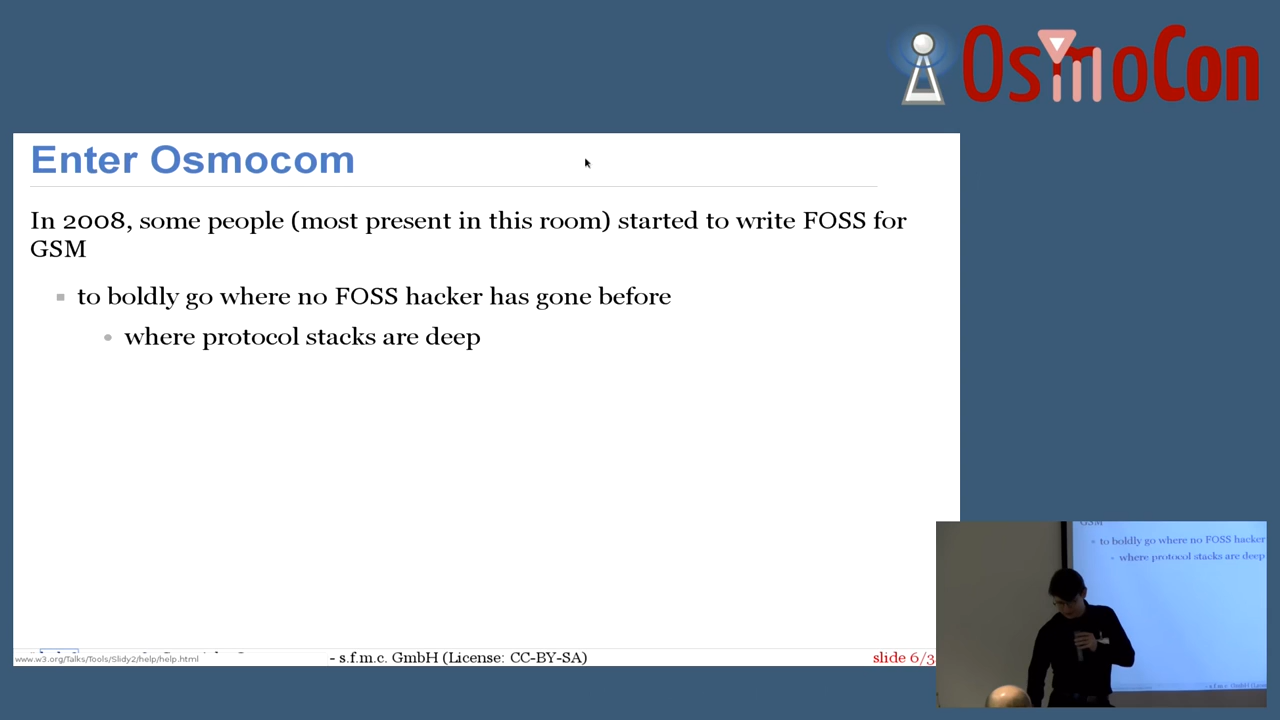 OsmoCon
Enter Osmocom
In 2008, some people (most present in this room) started to write FOSS for
GSM
to boldly go where no FOSS hacker has gone before
where protocol stacks are deep
GSM
to boldly go where no FOSS hacker
where protocol stacks are deep
www.w3.org/Talks/Tools/Slidy2/help/help.html
- s.f.m.c. GmbH (License: CC-BY-SA)
slide 6/3